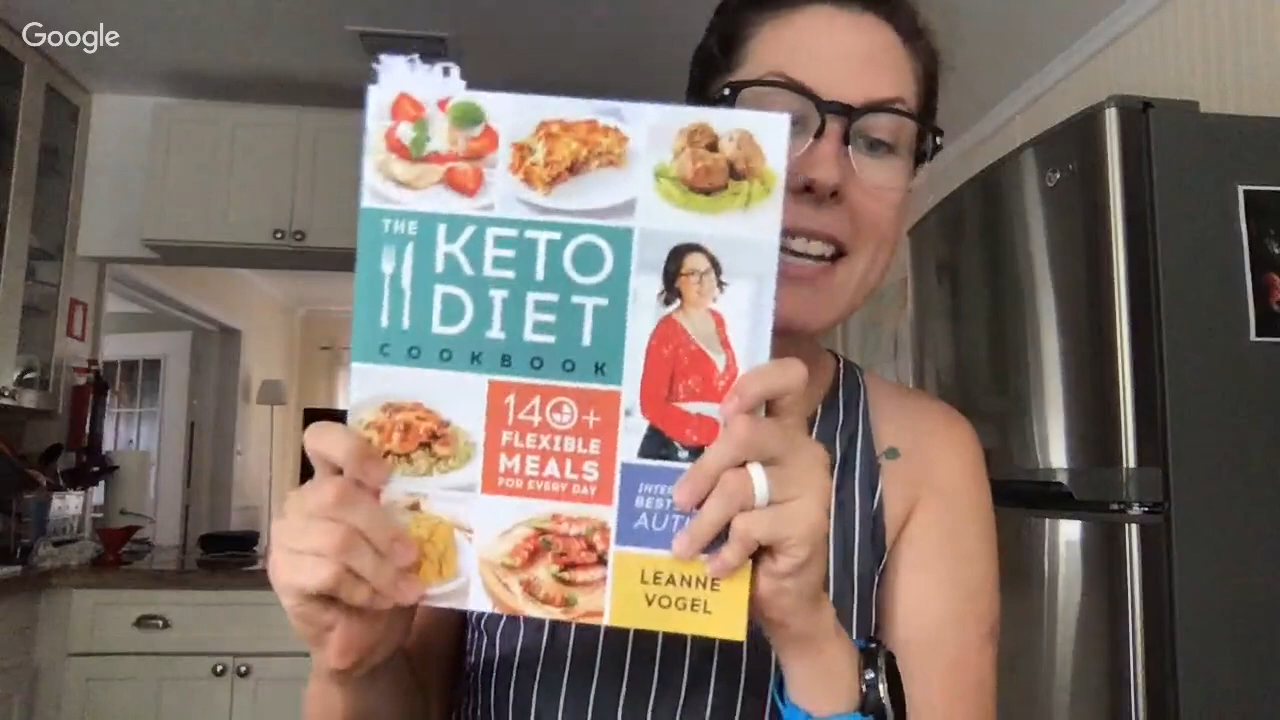 Google
THE
KETO
DIET
COOKBOOK
140+
FLEXIBLE
MEALS
FOR EVERY DAY
LEANNE
VOGEL